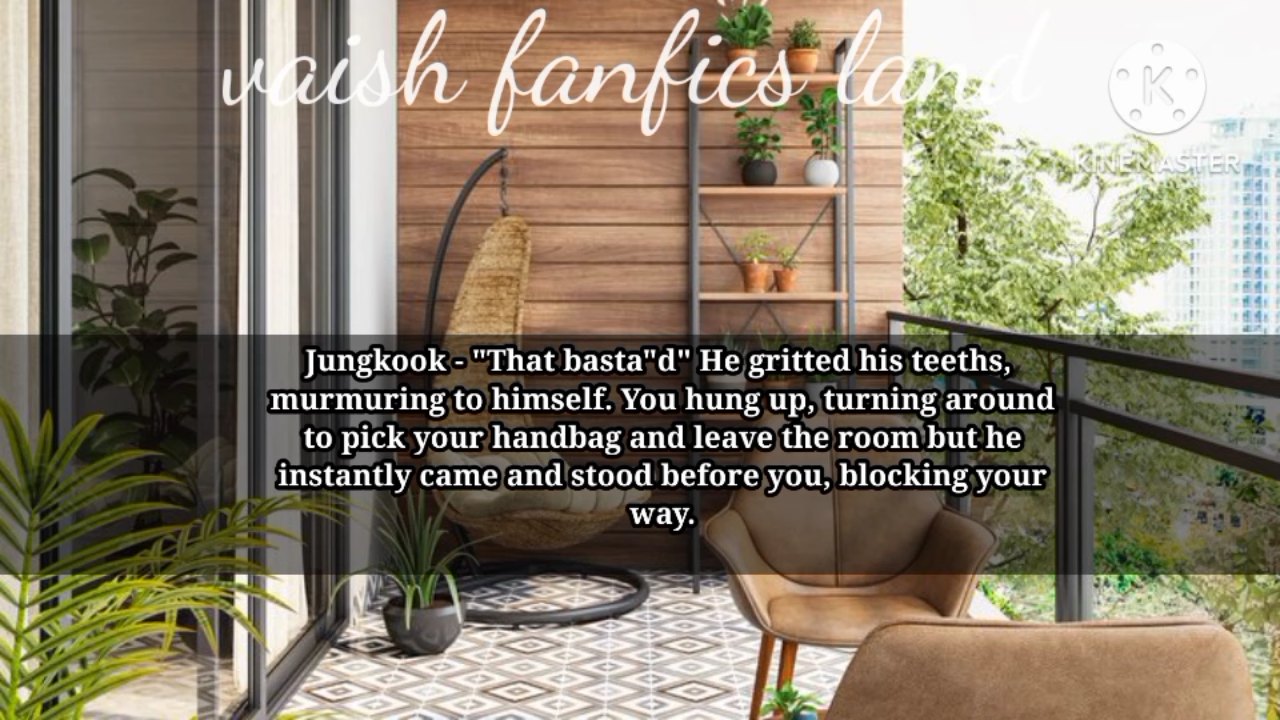 vaish fanfics land
K
KINEMASTER
Jungkook - "That basta"d" He gritted his teeths,
murmuring to himself. You hung up, turning around
to pick your handbag and leave the room but he
instantly came and stood before you, blocking your
way.